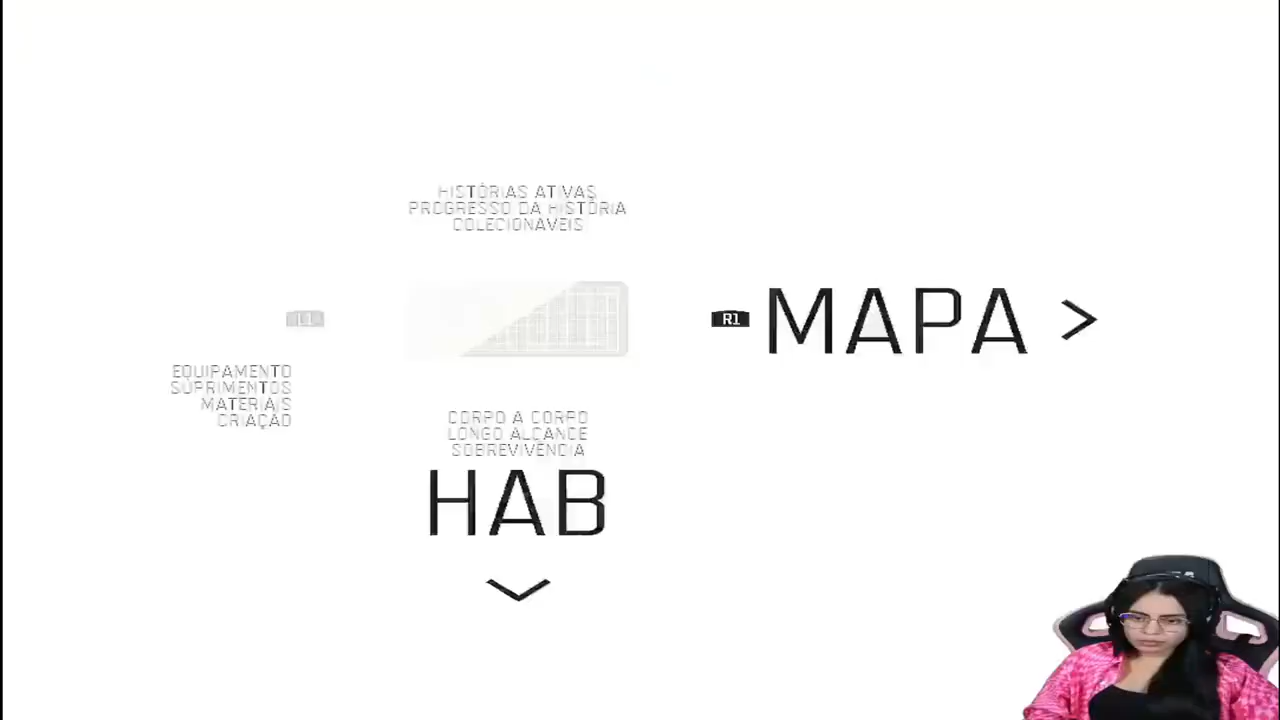 HISTÓRIAS ATIVAS
PROGRESSO DA HISTÓRIA
COLECIONÁVEIS
L1
R1 MAPA >
EQUIPAMENTO
SUPRIMENTOS
MATERIAIS
CRIAÇÃO
CORPO A CORPO
LONGO ALCANCE
SOBREVIVÊNCIA
HAB